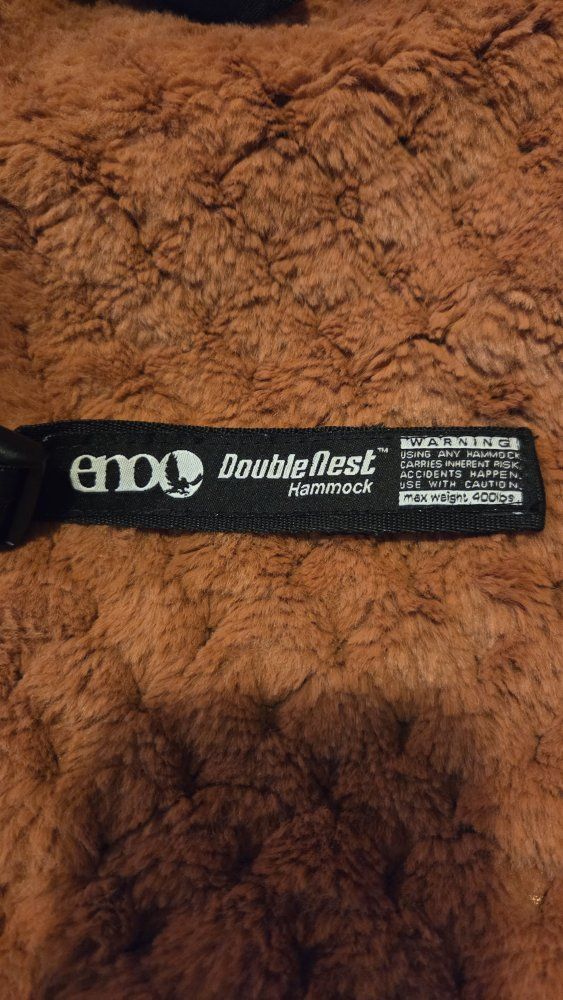 eno
DoubleNest™
Hammock
WARNING
USING ANY HAMMOCK
CARRIES INHERENT RISK.
ACCIDENTS HAPPEN.
USE WITH CAUTION.
max weight 400lbs.